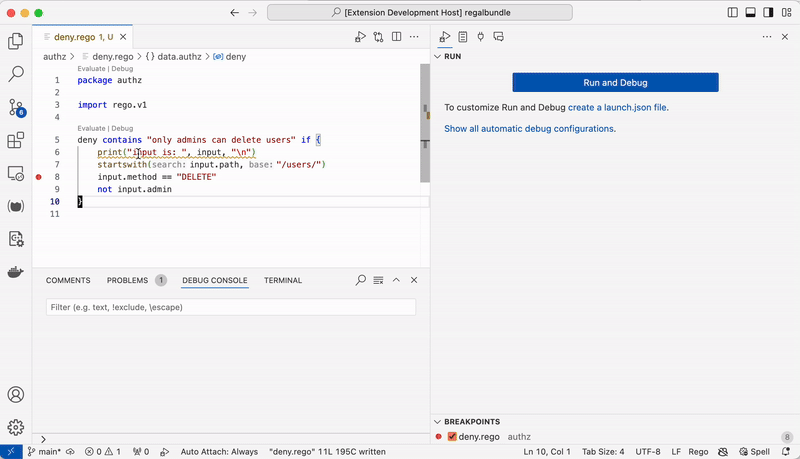 [Extension Development Host] regalbundle
deny.rego 1, U
authz > deny.rego > { } data.authz > deny
Evaluate | Debug
1 package authz
2
3 import rego.v1
4
Evaluate | Debug
5 deny contains "only admins can delete users" if {
6 print("input is: ", input, "\n")
7 startswith(search: input.path, base: "/users/")
8 input.method == "DELETE"
9 not input.admin
10 }
11
6
COMMENTS PROBLEMS 1 DEBUG CONSOLE TERMINAL
Filter (e.g. text, !exclude, \escape)
RUN
Run and Debug
To customize Run and Debug create a launch.json file.
Show all automatic debug configurations.
BREAKPOINTS
deny.rego authz 8
main* 0 1 0 Auto Attach: Always "deny.rego" 11L 195C written Ln 10, Col 1 Tab Size: 4 UTF-8 LF Rego Spell